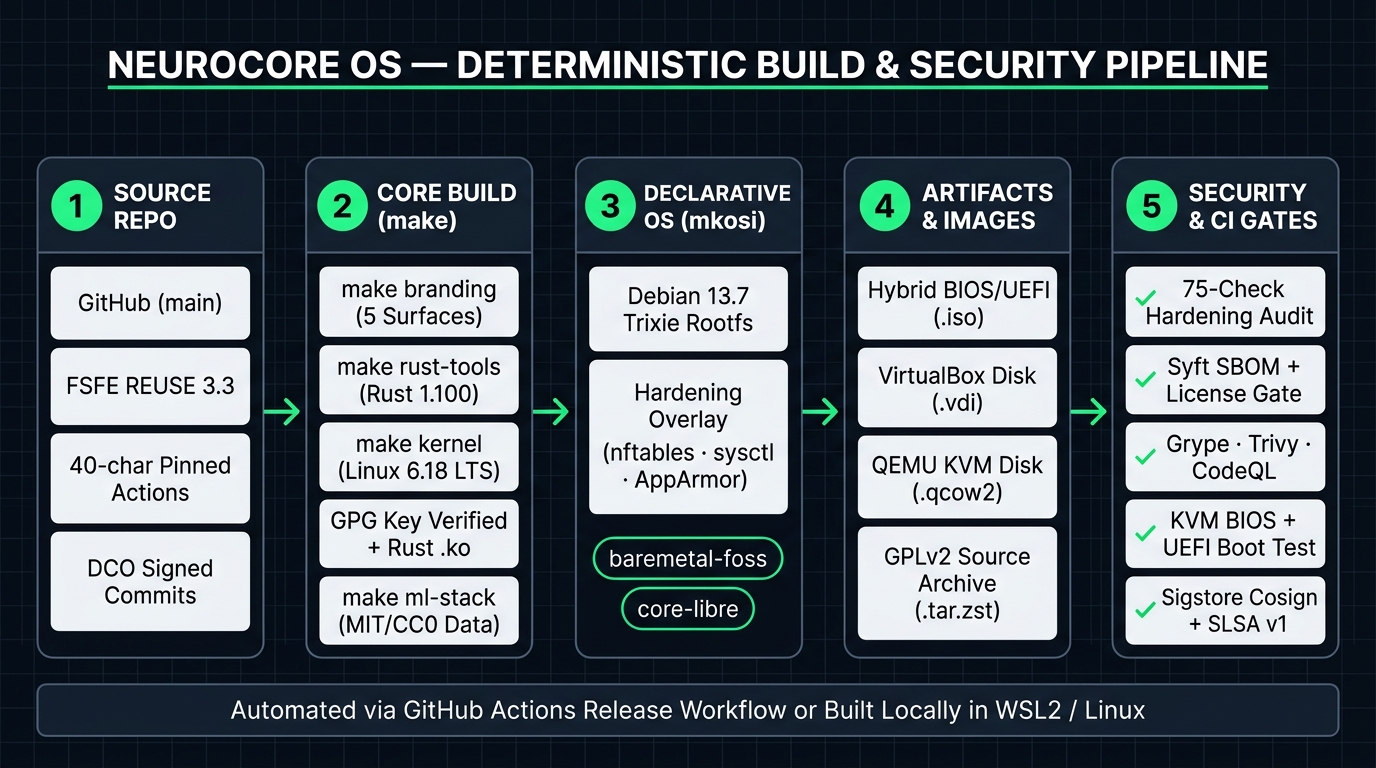 NEUROCORE OS — DETERMINISTIC BUILD & SECURITY PIPELINE
1
SOURCE
REPO
GitHub (main)
FSFE REUSE 3.3
40-char Pinned
Actions
DCO Signed
Commits
2
CORE BUILD
(make)
make branding
(5 Surfaces)
make rust-tools
(Rust 1.100)
make kernel
(Linux 6.18 LTS)
GPG Key Verified
+ Rust .ko
make ml-stack
(MIT/CC0 Data)
3
DECLARATIVE
OS (mkosi)
Debian 13.7
Trixie Rootfs
Hardening
Overlay
(nftables · sysctl
· AppArmor)
baremetal-foss
core-libre
4
ARTIFACTS
& IMAGES
Hybrid BIOS/UEFI
(.iso)
VirtualBox Disk
(.vdi)
QEMU KVM Disk
(.qcow2)
GPLv2 Source
Archive
(.tar.zst)
5
SECURITY
& CI GATES
75-Check
Hardening Audit
Syft SBOM +
License Gate
Grype · Trivy ·
CodeQL
KVM BIOS +
UEFI Boot Test
Sigstore Cosign
+ SLSA v1
Automated via GitHub Actions Release Workflow or Built Locally in WSL2 / Linux